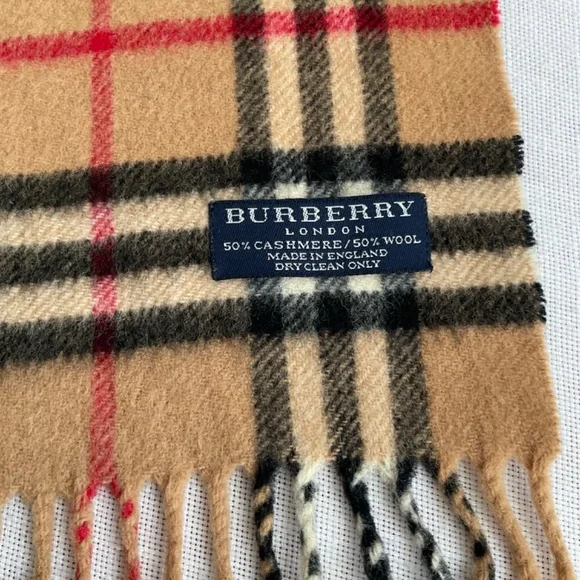 BURBERRY
LONDON
50% CASHMERE/50% WOOL
MADE IN ENGLAND
DRY CLEAN ONLY